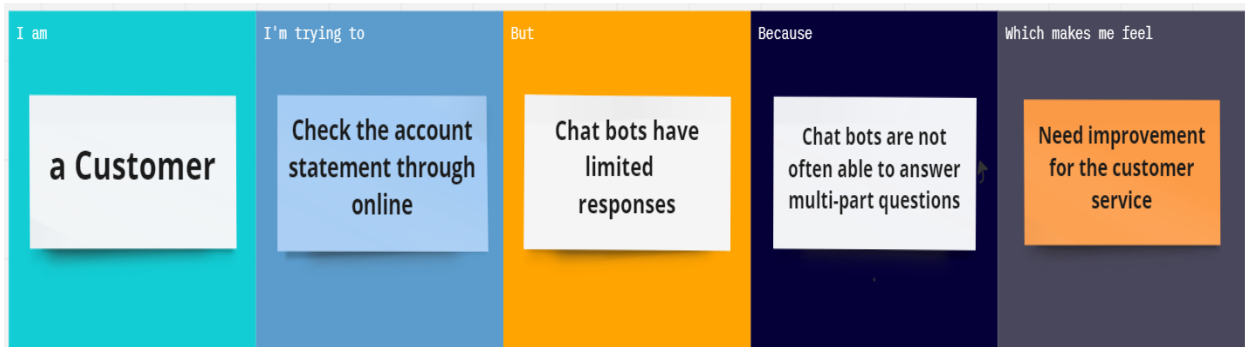 I am
a Customer
I'm trying to
Check the account
statement through
online
But
Chat bots have
limited
responses
Because
Chat bots are not
often able to answer
multi-part questions
Which makes me feel
Need improvement
for the customer
service